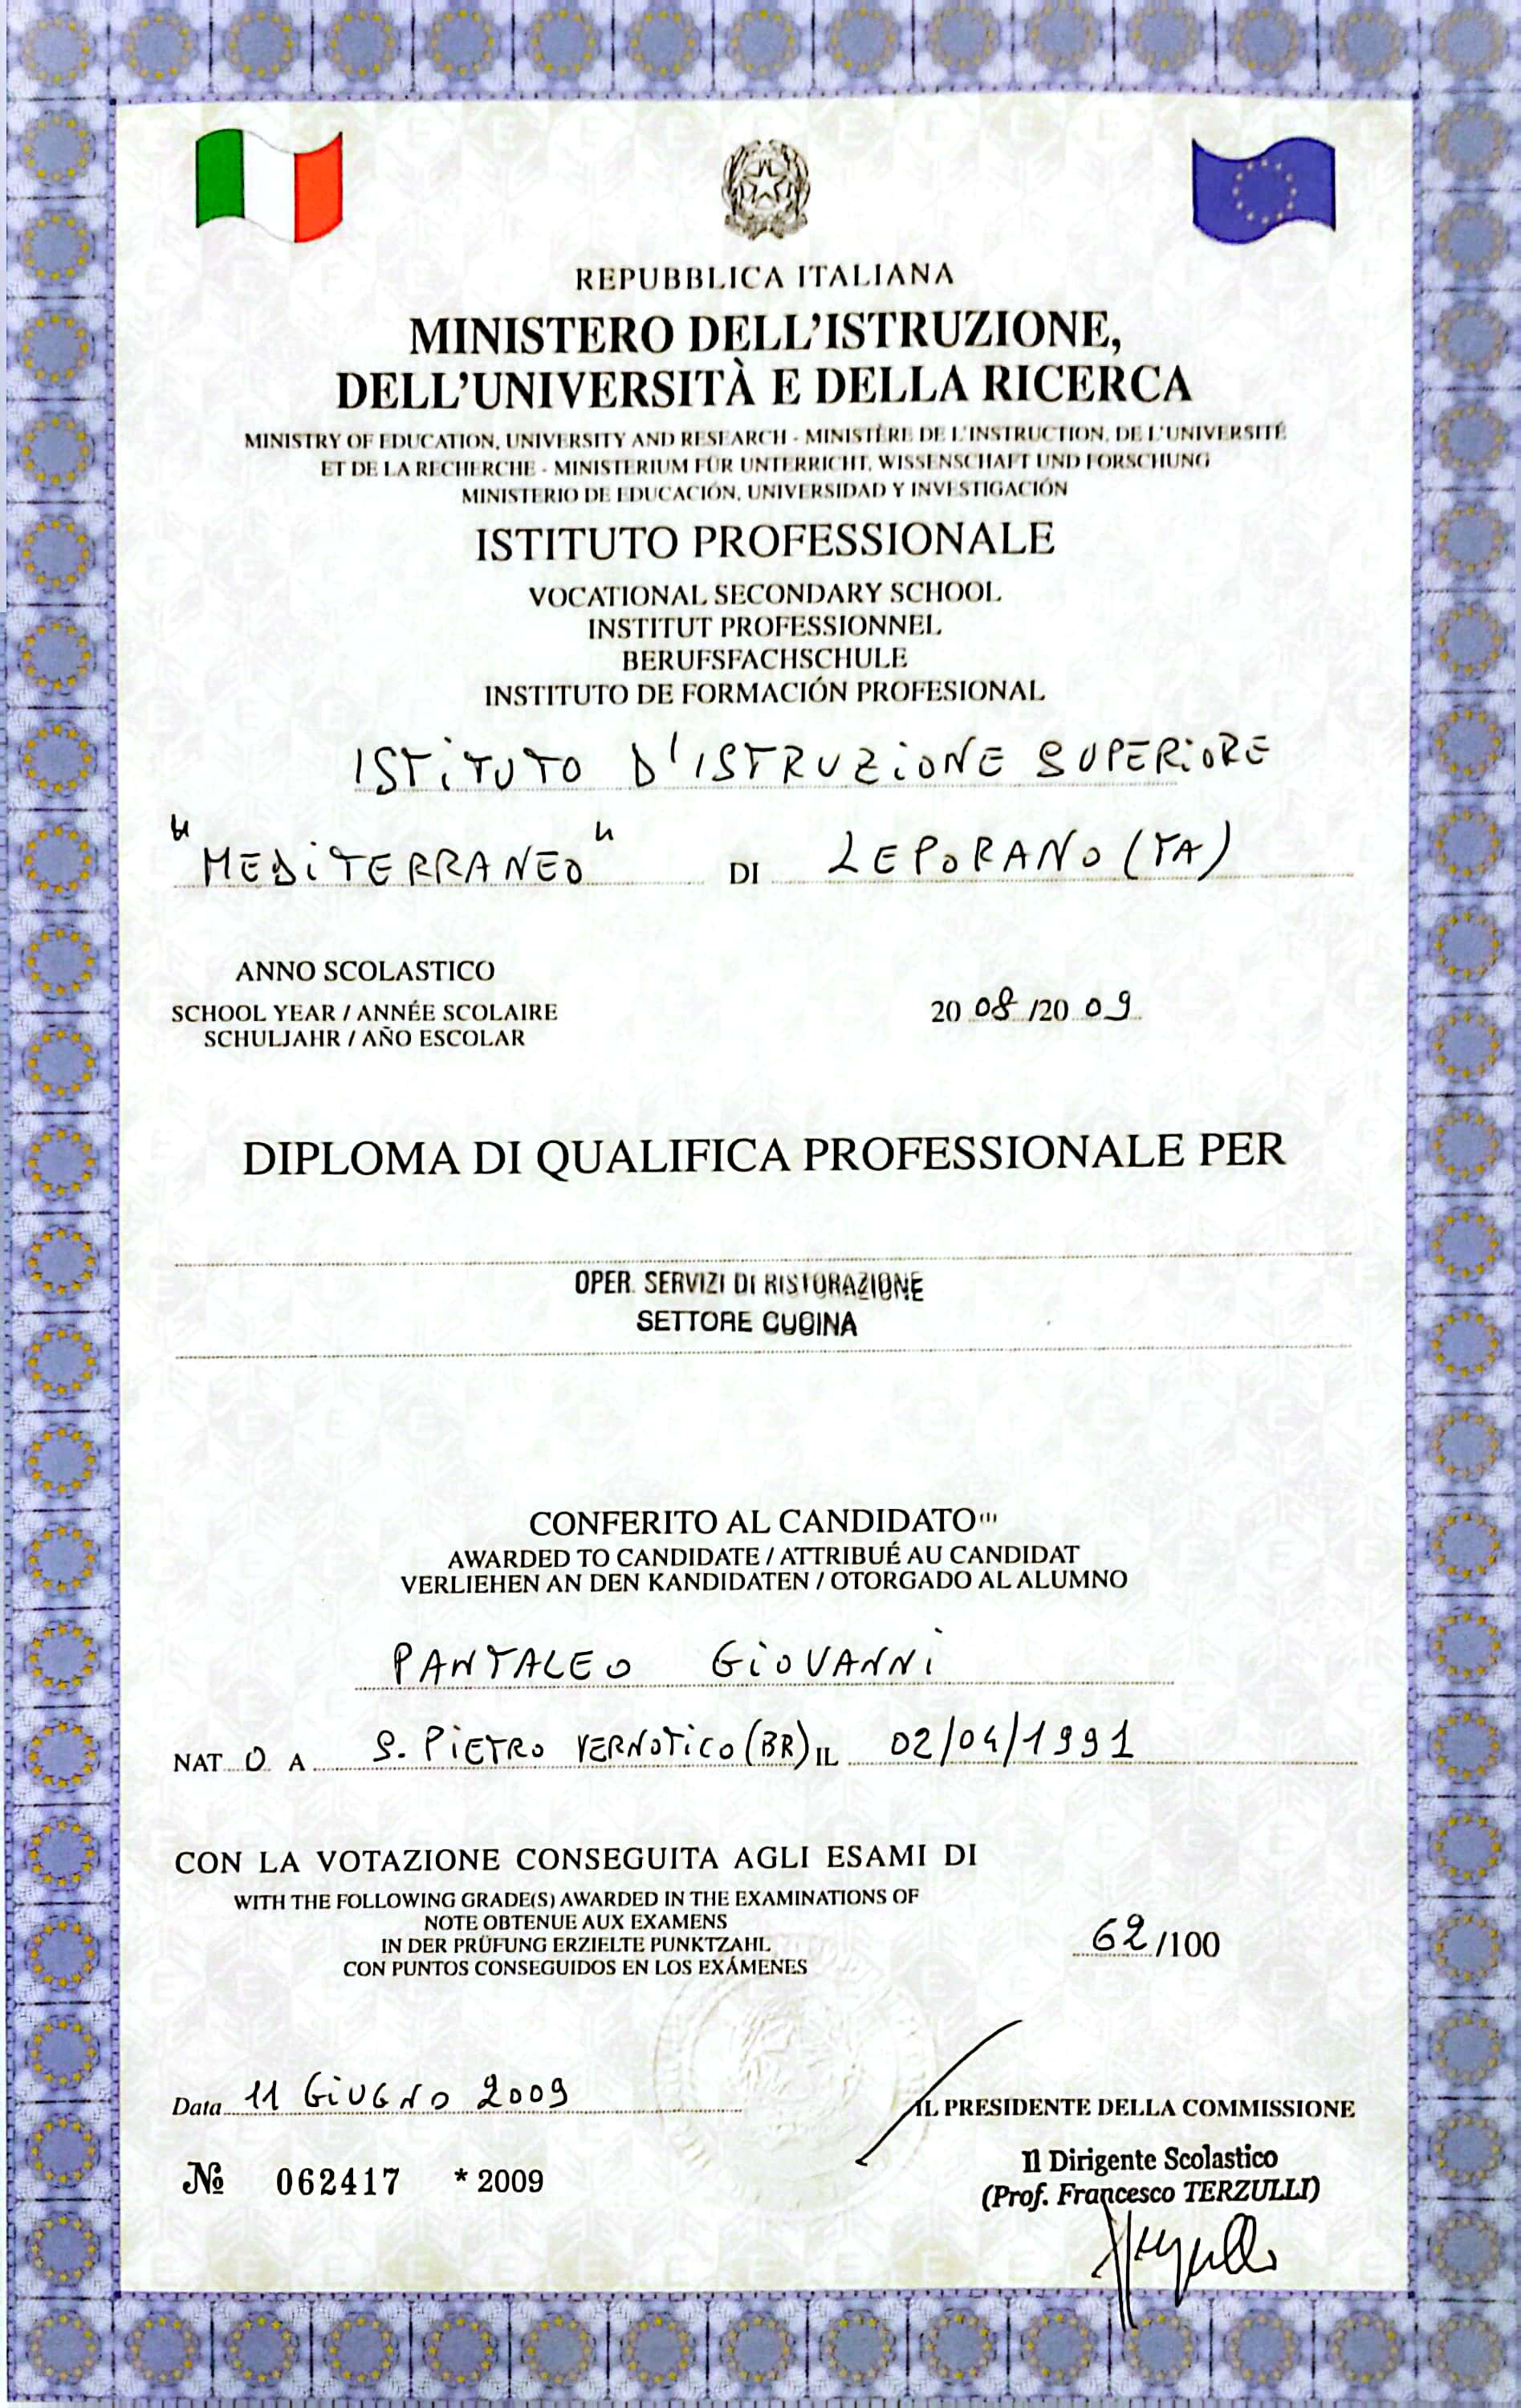 REPUBBLICA ITALIANA
MINISTERO DELL'ISTRUZIONE,
DELL'UNIVERSITÀ E DELLA RICERCA
MINISTRY OF EDUCATION, UNIVERSITY AND RESEARCH - MINISTÈRE DE L'INSTRUCTION, DE L'UNIVERSITÉ
ET DE LA RECHERCHE - MINISTERIUM FÜR UNTERRICHT, WISSENSCHAFT UND FORSCHUNG
MINISTERIO DE EDUCACIÓN, UNIVERSIDAD Y INVESTIGACIÓN
ISTITUTO PROFESSIONALE
VOCATIONAL SECONDARY SCHOOL
INSTITUT PROFESSIONNEL
BERUFSFACHSCHULE
INSTITUTO DE FORMACIÓN PROFESIONAL
ISTITUTO D'ISTRUZIONE SUPERIORE
"MEDITERRANEO" DI LEPORANO (TA)
ANNO SCOLASTICO
SCHOOL YEAR / ANNÉE SCOLAIRE
SCHULJAHR / AÑO ESCOLAR
2008/2009
DIPLOMA DI QUALIFICA PROFESSIONALE PER
OPER. SERVIZI DI RISTORAZIONE
SETTORE CUCINA
CONFERITO AL CANDIDATO(1)
AWARDED TO CANDIDATE / ATTRIBUÉ AU CANDIDAT
VERLIEHEN AN DEN KANDIDATEN / OTORGADO AL ALUMNO
PANTALEO GIOVANNI
NATO A S. PIETRO VERNOTICO (BR) IL 02/04/1991
CON LA VOTAZIONE CONSEGUITA AGLI ESAMI DI
WITH THE FOLLOWING GRADE(S) AWARDED IN THE EXAMINATIONS OF
NOTE OBTENUE AUX EXAMENS
IN DER PRÜFUNG ERZIELTE PUNKTZAHL
CON PUNTOS CONSEGUIDOS EN LOS EXÁMENES
62/100
Data 11 GIUGNO 2009
IL PRESIDENTE DELLA COMMISSIONE
Il Dirigente Scolastico
(Prof. Francesco TERZULLI)
№ 062417 * 2009